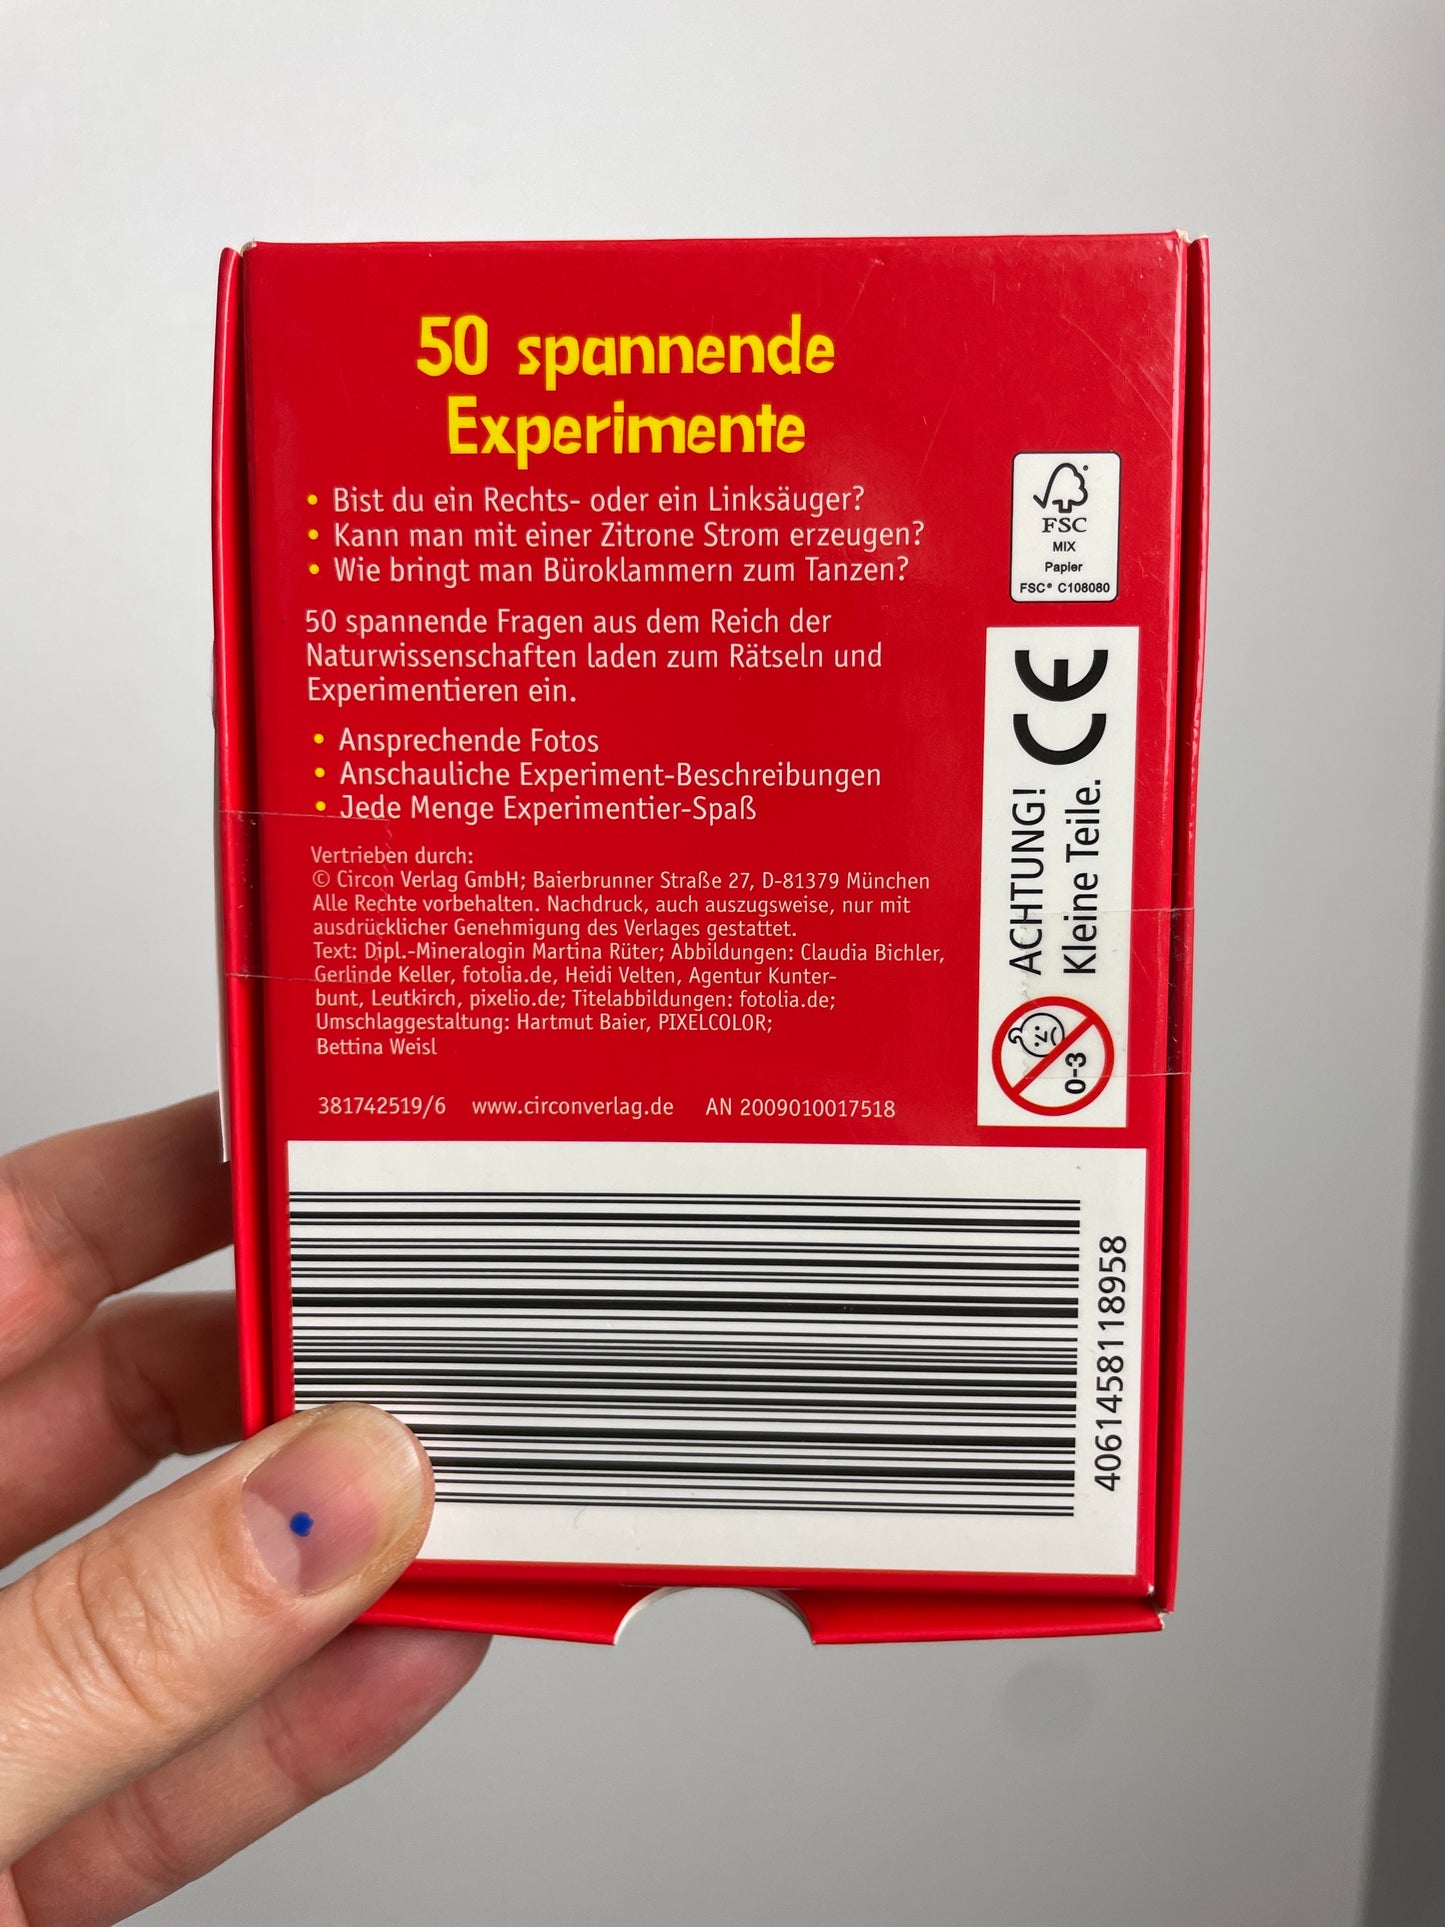 50 spannende
Experimente
• Bist du ein Rechts- oder ein Linksäuger?
• Kann man mit einer Zitrone Strom erzeugen?
• Wie bringt man Büroklammern zum Tanzen?
50 spannende Fragen aus dem Reich der
Naturwissenschaften laden zum Rätseln und
Experimentieren ein.
• Ansprechende Fotos
• Anschauliche Experiment-Beschreibungen
• Jede Menge Experimentier-Spaß
Vertrieben durch:
© Circon Verlag GmbH; Baierbrunner Straße 27, D-81379 München
Alle Rechte vorbehalten. Nachdruck, auch auszugsweise, nur mit
ausdrücklicher Genehmigung des Verlages gestattet.
Text: Dipl.-Mineralogin Martina Rüter; Abbildungen: Claudia Bichler,
Gerlinde Keller, fotolia.de, Heidi Velten, Agentur Kunter-
bunt, Leutkirch, pixelio.de; Titelabbildungen: fotolia.de;
Umschlaggestaltung: Hartmut Baier, PIXELCOLOR;
Bettina Weisl
381742519/6 www.circonverlag.de AN 2009010017518
FSC
MIX
Papier
FSC® C108080
CE
ACHTUNG!
Kleine Teile.
0-3
4061458118958